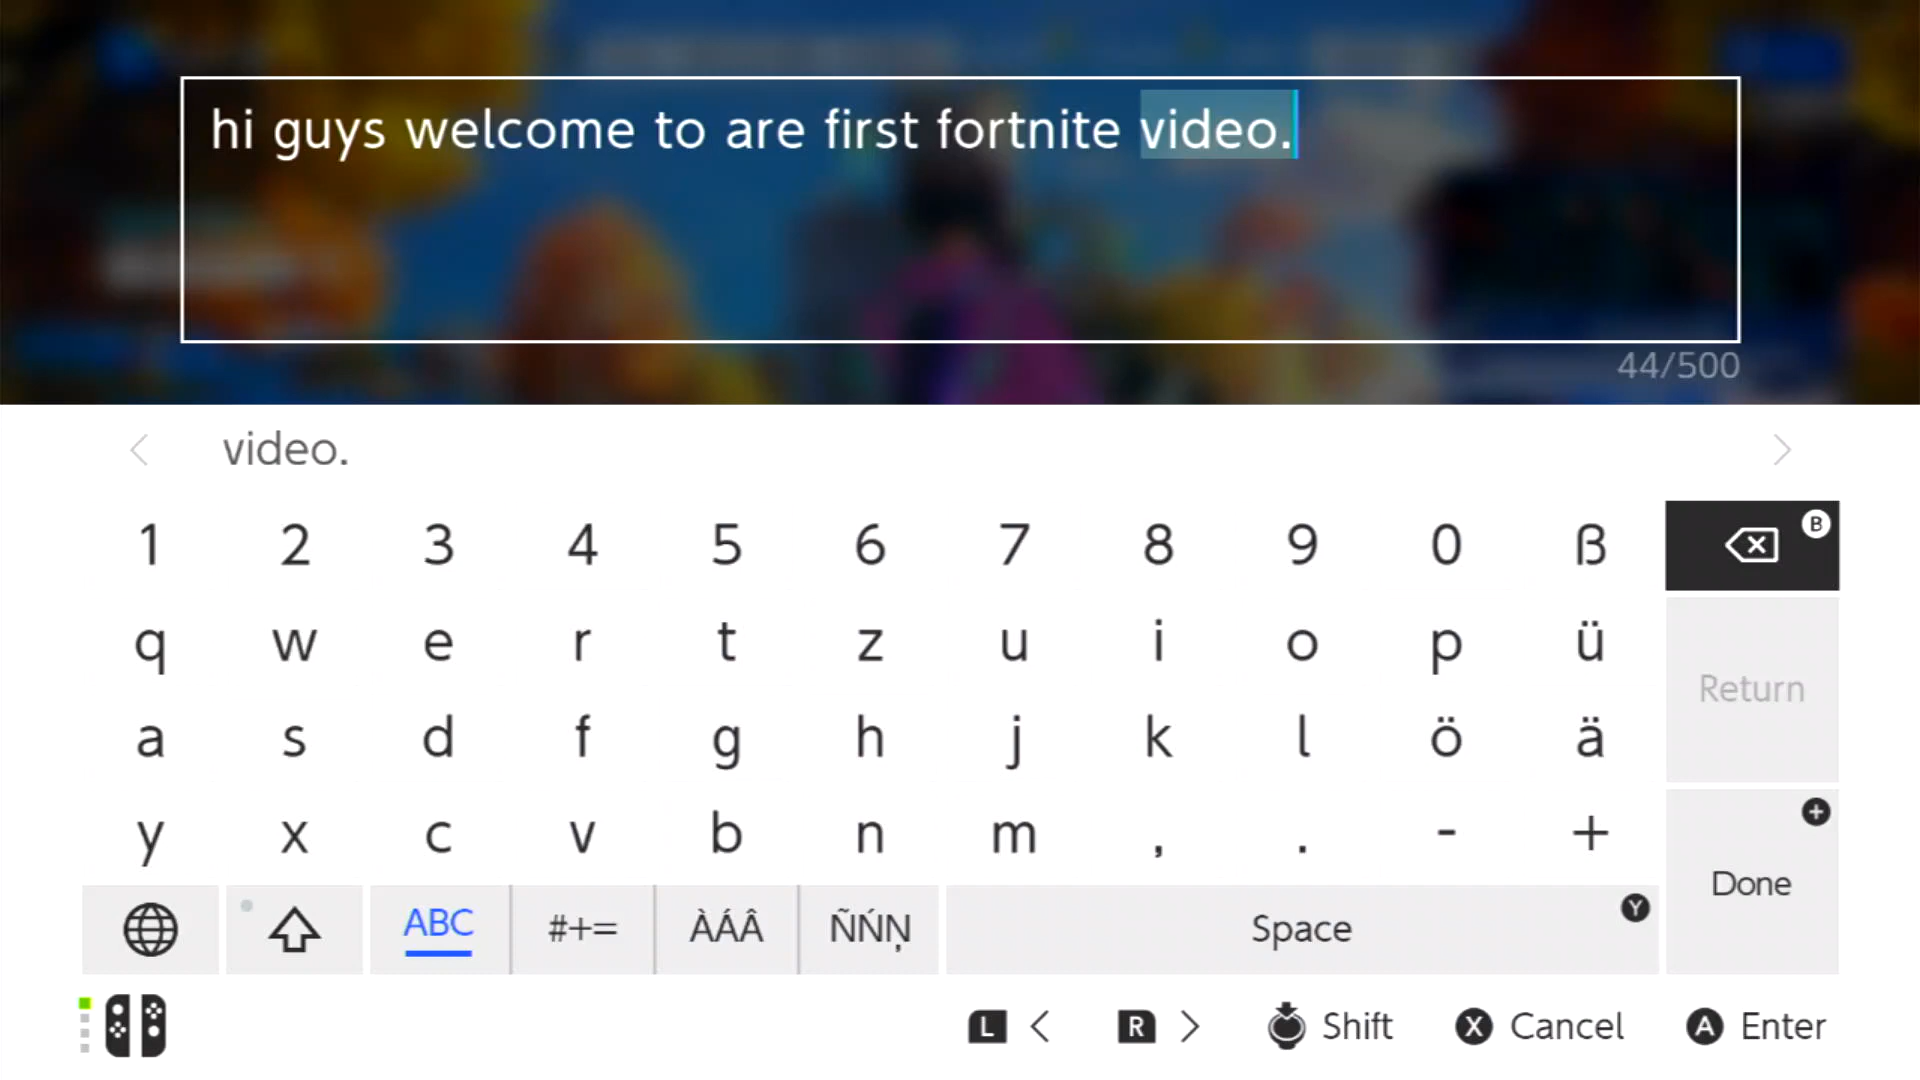 hi guys welcome to are first fortnite video.
44/500
video.
1 2 3 4 5 6 7 8 9 0 ß
B
q w e r t z u i o p ü
Return
a s d f g h j k l ö ä
y x c v b n m , . - +
Done
ABC #+= ÀÁÂ ÑŃŅ Space Y
L < R > Shift X Cancel A Enter